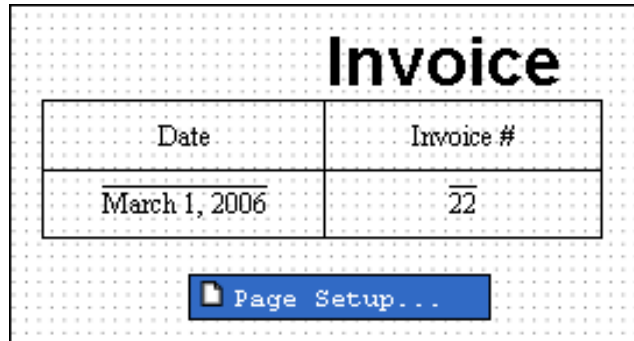 Invoice
Date Invoice #
March 1, 2006 22
Page Setup...